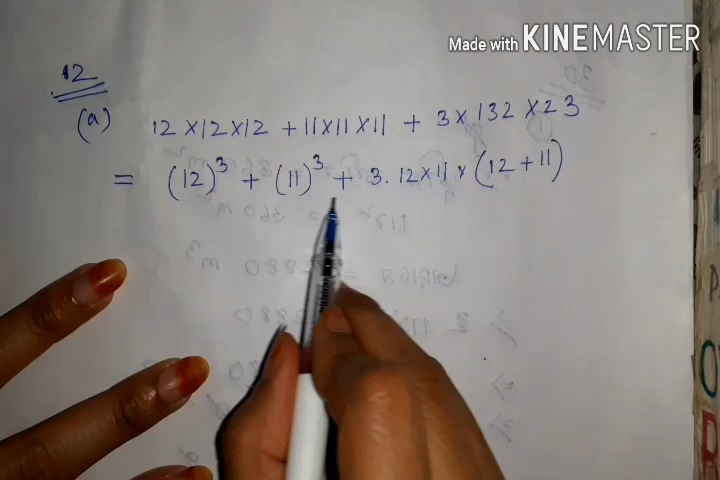 Made with KINEMASTER
12
(a) 12 × 12 × 12 + 11 × 11 × 11 + 3 × 132 × 23
= (12)³ + (11)³ + 3. 12 × 11 × (12 + 11)